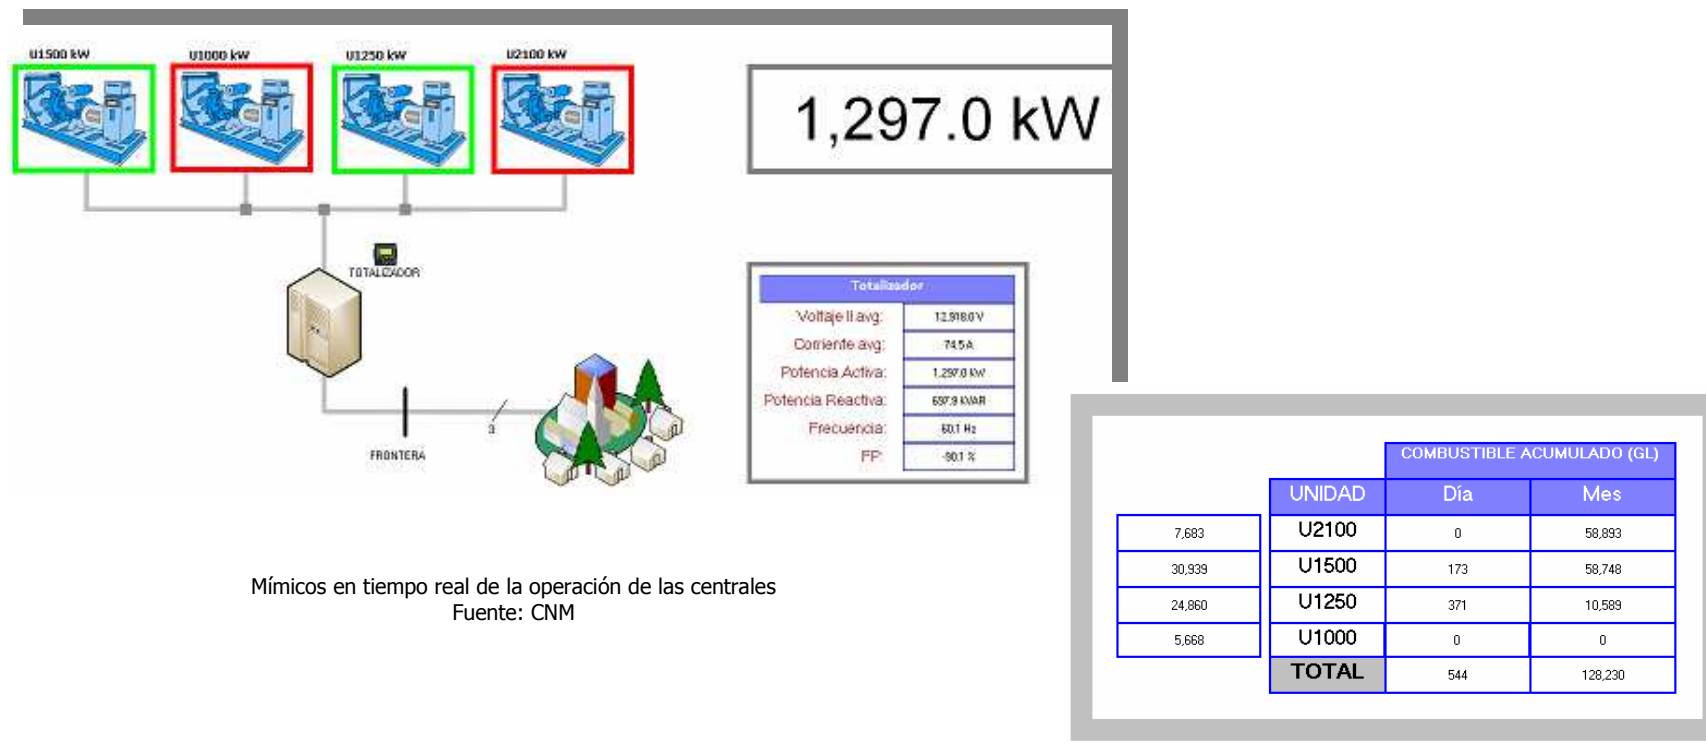 U1500 kW
U1000 kW
U1250 kW
U2100 kW
1,297.0 kW
TOTALIZADOR
3
FRONTERA
Totalizador
Voltaje ll avg: 12,918.0 V
Corriente avg: 74.5 A
Potencia Activa: 1,297.0 kW
Potencia Reactiva: 697.9 kVAR
Frecuencia: 60.1 Hz
FP: -90.1 %
Mímicos en tiempo real de la operación de las centrales
Fuente: CNM
COMBUSTIBLE ACUMULADO (GL)
UNIDAD Día Mes
7,683 U2100 0 58,893
30,939 U1500 173 58,748
24,860 U1250 371 10,589
5,668 U1000 0 0
TOTAL 544 128,230